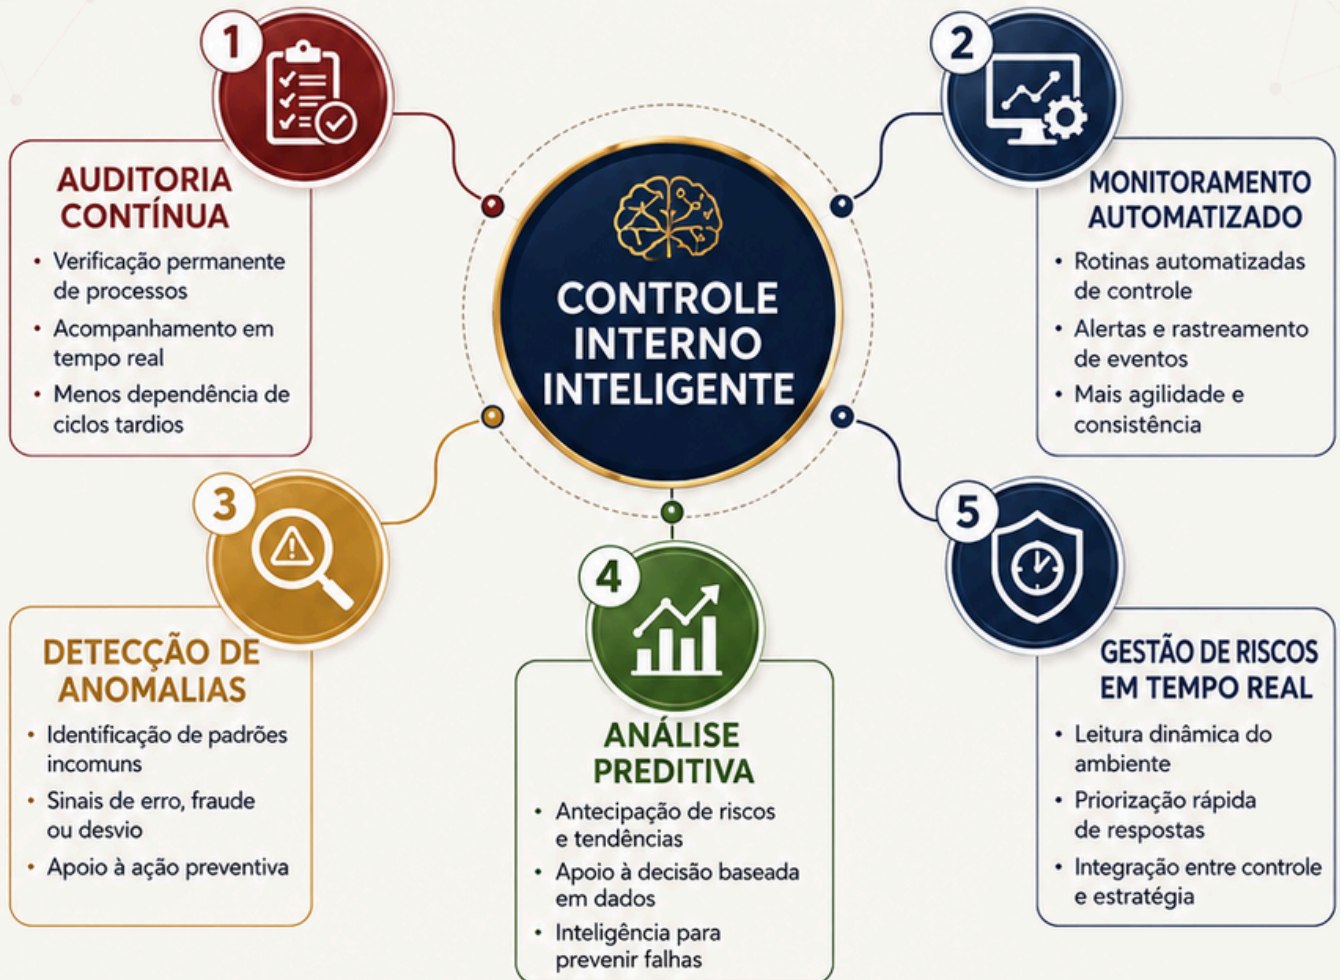 CONTROLE
INTERNO
INTELIGENTE
1
AUDITORIA
CONTÍNUA
• Verificação permanente
de processos
• Acompanhamento em
tempo real
• Menos dependência de
ciclos tardios
2
MONITORAMENTO
AUTOMATIZADO
• Rotinas automatizadas
de controle
• Alertas e rastreamento
de eventos
• Mais agilidade e
consistência
3
DETECÇÃO DE
ANOMALIAS
• Identificação de padrões
incomuns
• Sinais de erro, fraude
ou desvio
• Apoio à ação preventiva
4
ANÁLISE
PREDITIVA
• Antecipação de riscos
e tendências
• Apoio à decisão baseada
em dados
• Inteligência para
prevenir falhas
5
GESTÃO DE RISCOS
EM TEMPO REAL
• Leitura dinâmica do
ambiente
• Priorização rápida
de respostas
• Integração entre controle
e estratégia